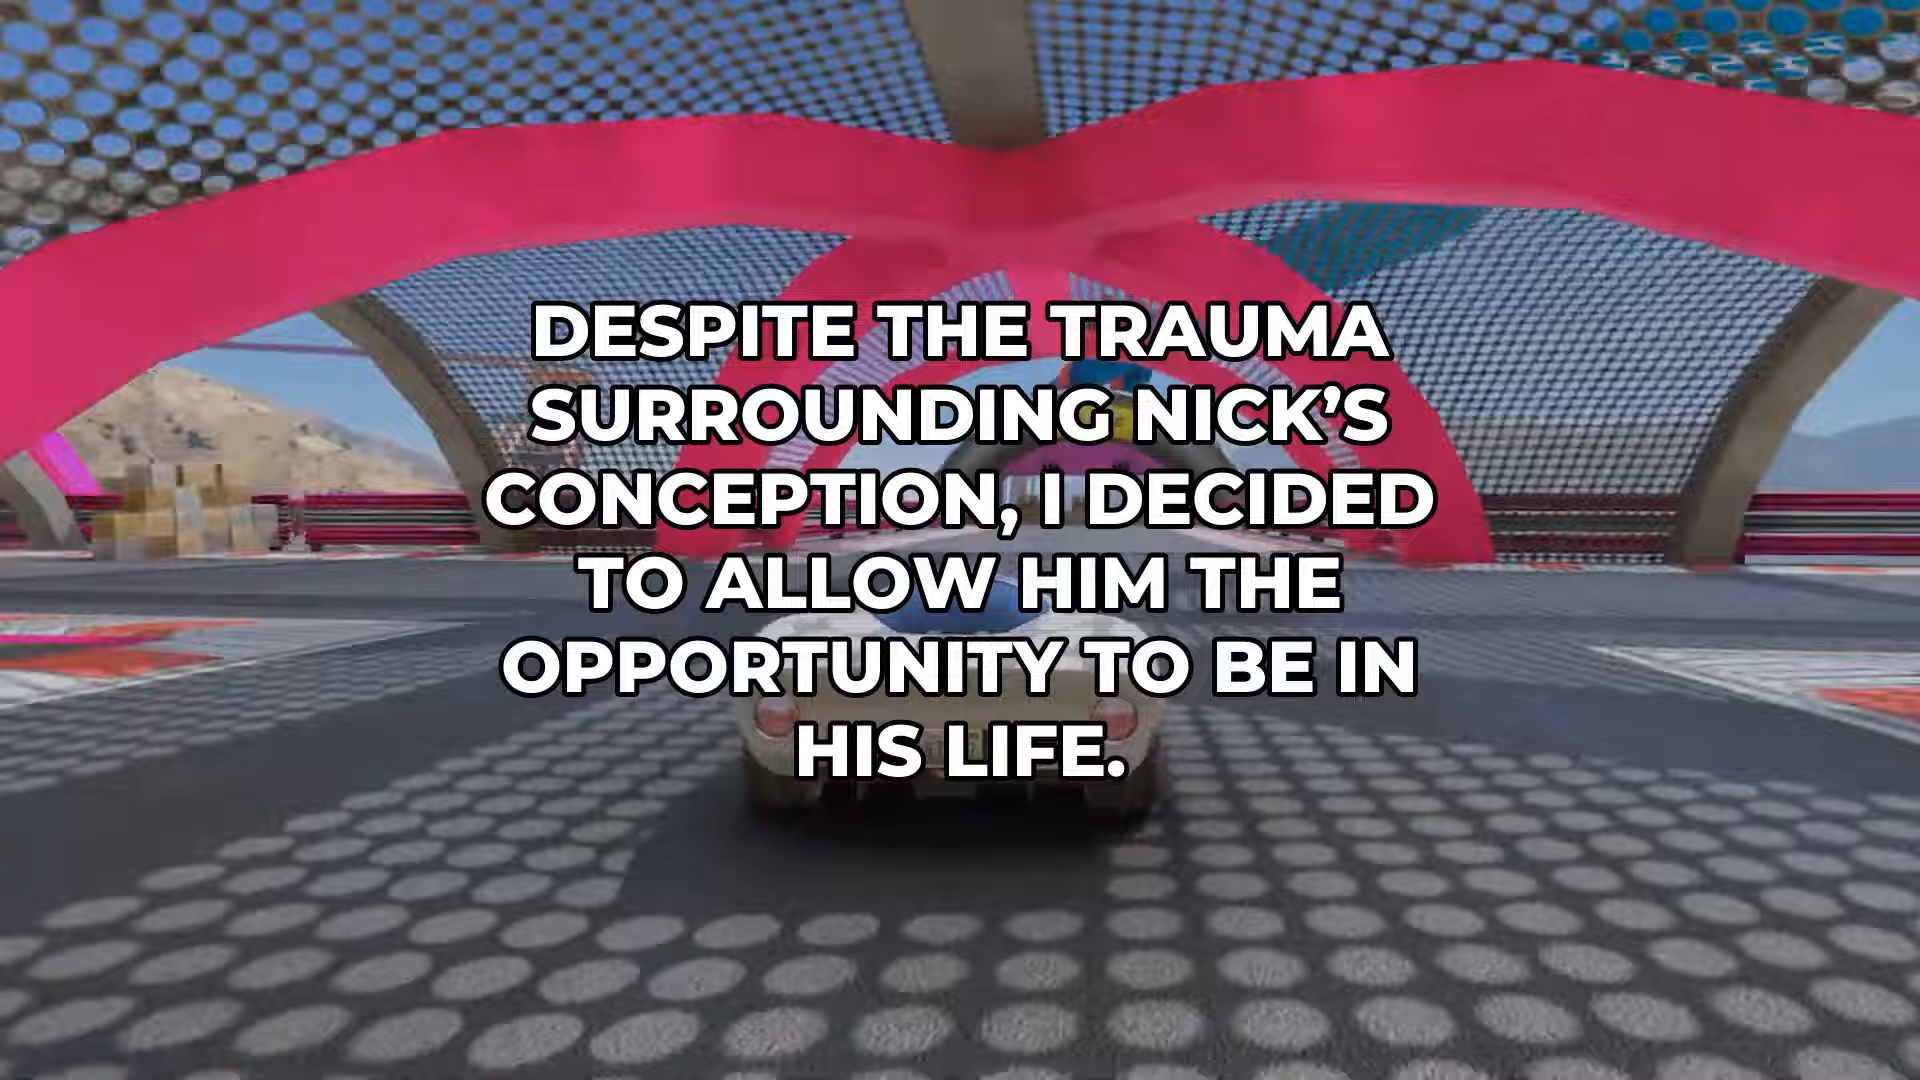 DESPITE THE TRAUMA
SURROUNDING NICK’S
CONCEPTION, I DECIDED
TO ALLOW HIM THE
OPPORTUNITY TO BE IN
HIS LIFE.